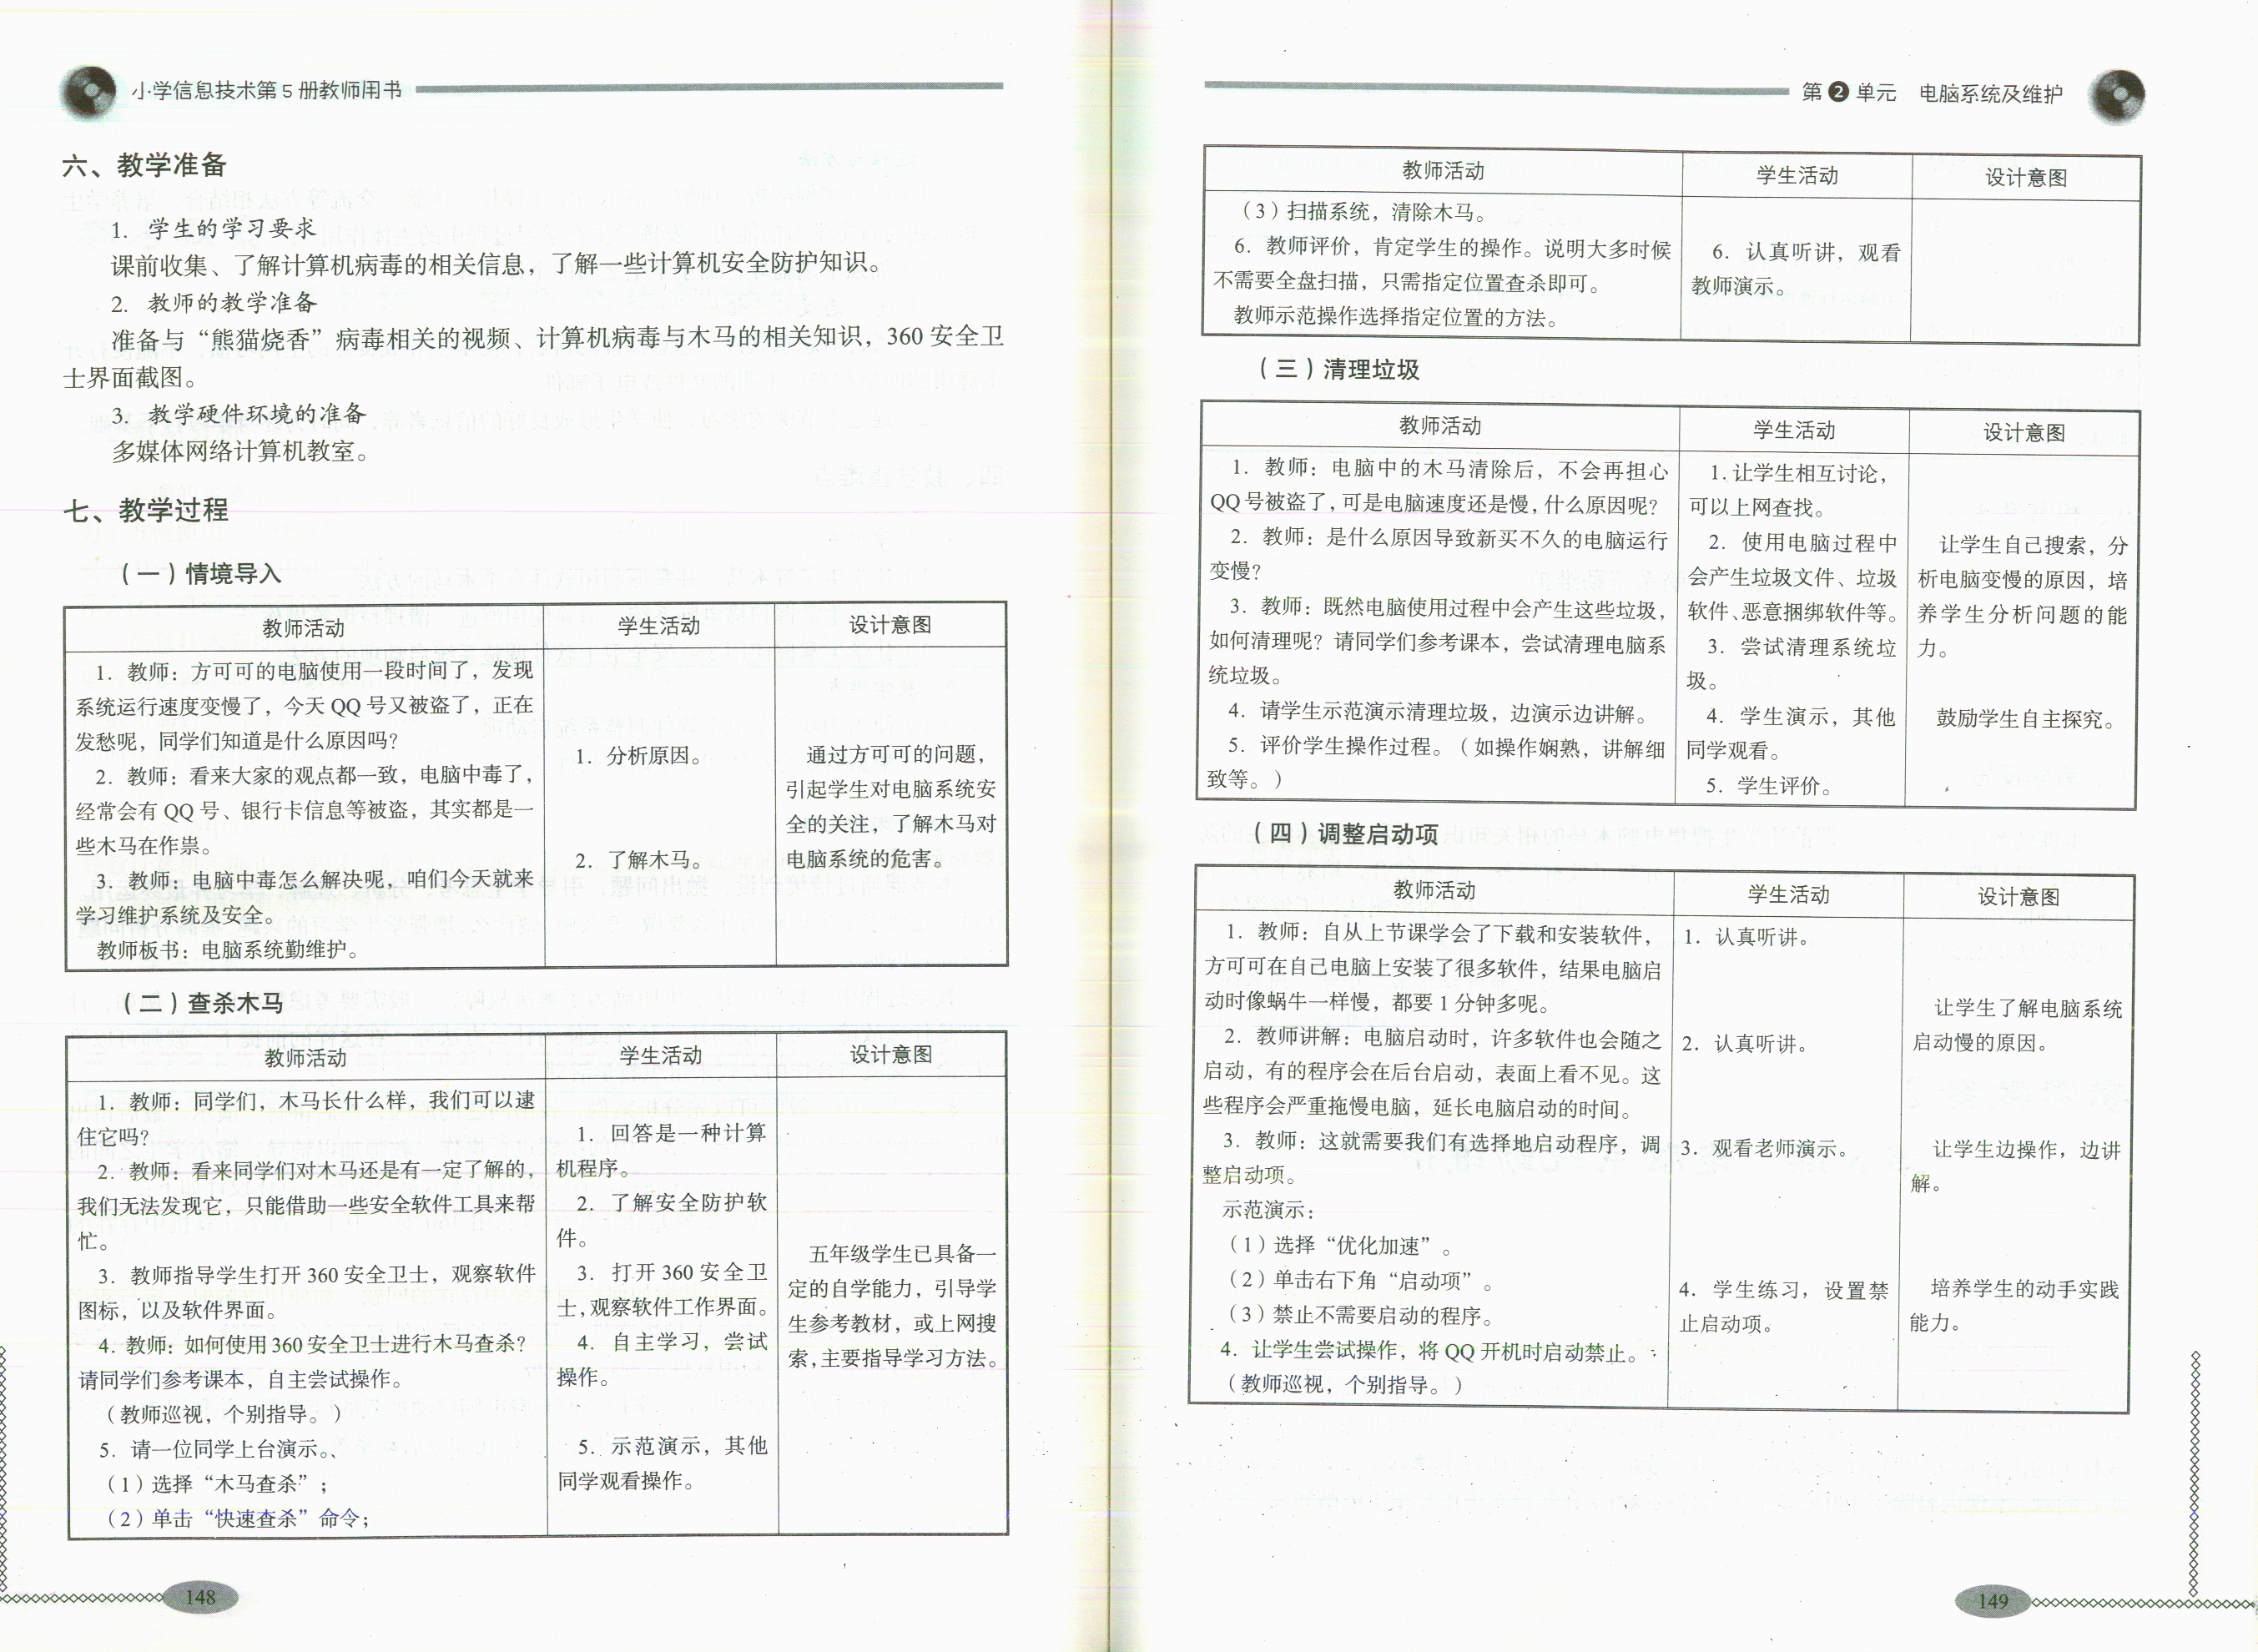 小学信息技术第5册教师用书
六、教学准备
1. 学生的学习要求
课前收集、了解计算机病毒的相关信息，了解一些计算机安全防护知识。
2. 教师的教学准备
准备与“熊猫烧香”病毒相关的视频、计算机病毒与木马的相关知识，360安全卫
士界面截图。
3. 教学硬件环境的准备
多媒体网络计算机教室。
七、教学过程
（一）情境导入
教师活动
学生活动
设计意图
1. 教师：方可可的电脑使用一段时间了，发现
系统运行速度变慢了，今天QQ号又被盗了，正在
发愁呢，同学们知道是什么原因吗？
2. 教师：看来大家的观点都一致，电脑中毒了，
经常会有QQ号、银行卡信息等被盗，其实都是一
些木马在作祟。
3. 教师：电脑中毒怎么解决呢，咱们今天就来
学习维护系统及安全。
教师板书：电脑系统勤维护。
1. 分析原因。
2. 了解木马。
通过方可可的问题，
引起学生对电脑系统安
全的关注，了解木马对
电脑系统的危害。
（二）查杀木马
教师活动
学生活动
设计意图
1. 教师：同学们，木马长什么样，我们可以逮
住它吗？
2. 教师：看来同学们对木马还是有一定了解的，
我们无法发现它，只能借助一些安全软件工具来帮
忙。
3. 教师指导学生打开360安全卫士，观察软件
图标，以及软件界面。
4. 教师：如何使用360安全卫士进行木马查杀？
请同学们参考课本，自主尝试操作。
（教师巡视，个别指导。）
5. 请一位同学上台演示。
（1）选择“木马查杀”；
（2）单击“快速查杀”命令；
1. 回答是一种计算
机程序。
2. 了解安全防护软
件。
3. 打开360安全卫
士，观察软件工作界面。
4. 自主学习，尝试
操作。
5. 示范演示，其他
同学观看操作。
五年级学生已具备一
定的自学能力，引导学
生参考教材，或上网搜
索，主要指导学习方法。
148
第2单元 电脑系统及维护
教师活动
学生活动
设计意图
（3）扫描系统，清除木马。
6. 教师评价，肯定学生的操作。说明大多时候
不需要全盘扫描，只需指定位置查杀即可。
教师示范操作选择指定位置的方法。
6. 认真听讲，观看
教师演示。
（三）清理垃圾
教师活动
学生活动
设计意图
1. 教师：电脑中的木马清除后，不会再担心
QQ号被盗了，可是电脑速度还是慢，什么原因呢？
2. 教师：是什么原因导致新买不久的电脑运行
变慢？
3. 教师：既然电脑使用过程中会产生这些垃圾，
如何清理呢？请同学们参考课本，尝试清理电脑系
统垃圾。
4. 请学生示范演示清理垃圾，边演示边讲解。
5. 评价学生操作过程。（如操作娴熟，讲解细
致等。）
1. 让学生相互讨论，
可以上网查找。
2. 使用电脑过程中
会产生垃圾文件、垃圾
软件、恶意捆绑软件等。
3. 尝试清理系统垃
圾。
4. 学生演示，其他
同学观看。
5. 学生评价。
让学生自己搜索，分
析电脑变慢的原因，培
养学生分析问题的能
力。
鼓励学生自主探究。
（四）调整启动项
教师活动
学生活动
设计意图
1. 教师：自从上节课学会了下载和安装软件，
方可可在自己电脑上安装了很多软件，结果电脑启
动时像蜗牛一样慢，都要1分钟多呢。
2. 教师讲解：电脑启动时，许多软件也会随之
启动，有的程序会在后台启动，表面上看不见。这
些程序会严重拖慢电脑，延长电脑启动的时间。
3. 教师：这就需要我们有选择地启动程序，调
整启动项。
示范演示：
（1）选择“优化加速”。
（2）单击右下角“启动项”。
（3）禁止不需要启动的程序。
4. 让学生尝试操作，将QQ开机时启动禁止。
（教师巡视，个别指导。）
1. 认真听讲。
2. 认真听讲。
3. 观看老师演示。
4. 学生练习，设置禁
止启动项。
让学生了解电脑系统
启动慢的原因。
让学生边操作，边讲
解。
培养学生的动手实践
能力。
149